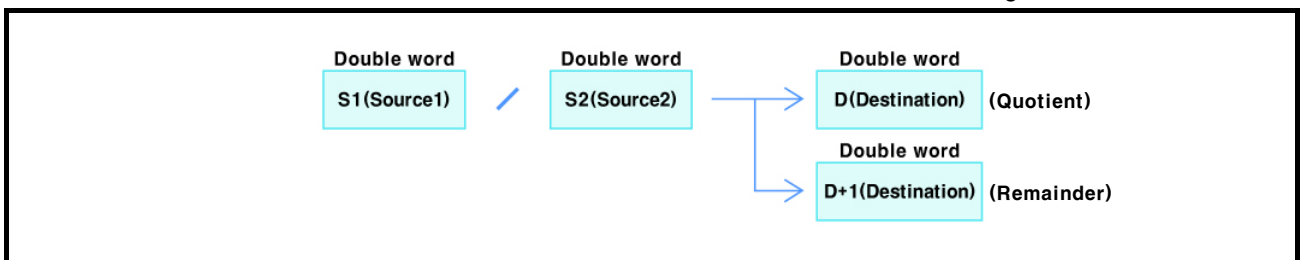 Double word Double word Double word
S1(Source1) / S2(Source2) D(Destination) (Quotient)
Double word
D+1(Destination) (Remainder)